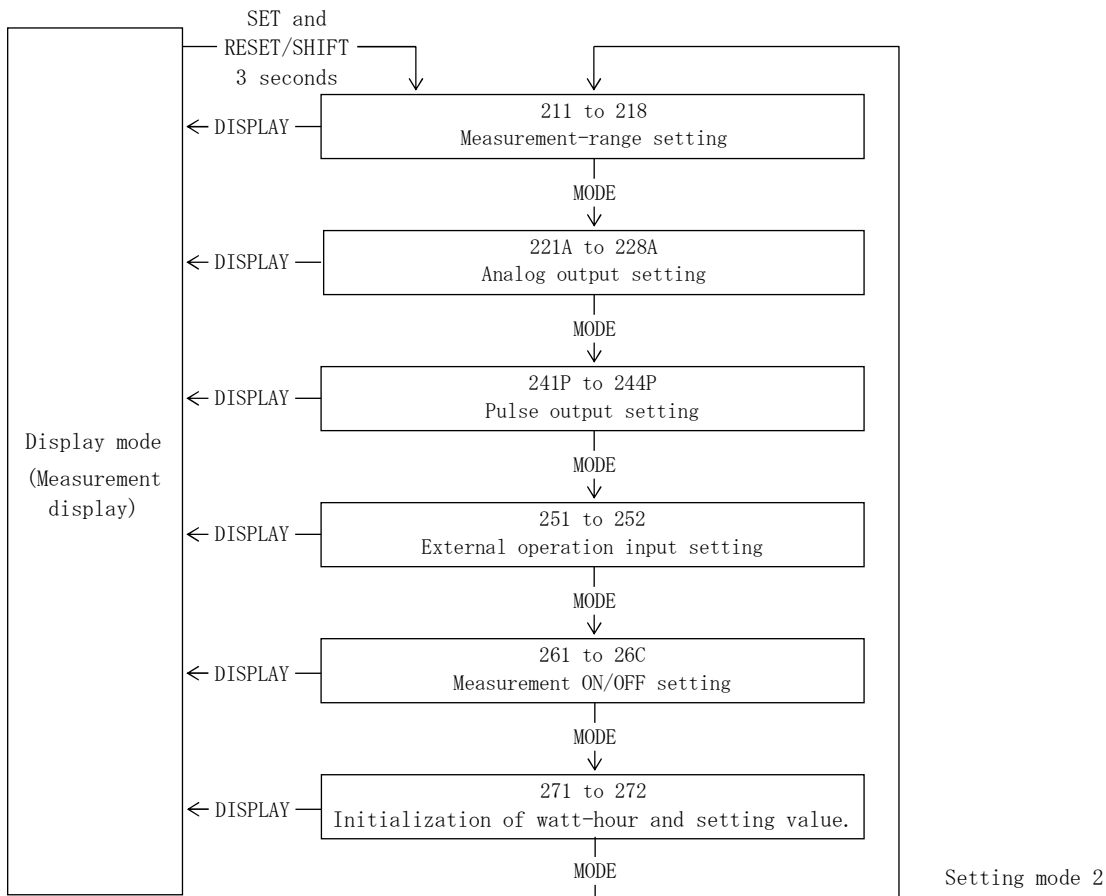 SET and
RESET/SHIFT
3 seconds
211 to 218
Measurement-range setting
DISPLAY
MODE
221A to 228A
Analog output setting
DISPLAY
MODE
241P to 244P
Pulse output setting
DISPLAY
Display mode
(Measurement
display)
MODE
251 to 252
External operation input setting
DISPLAY
MODE
261 to 26C
Measurement ON/OFF setting
DISPLAY
MODE
271 to 272
Initialization of watt-hour and setting value.
DISPLAY
MODE
Setting mode 2